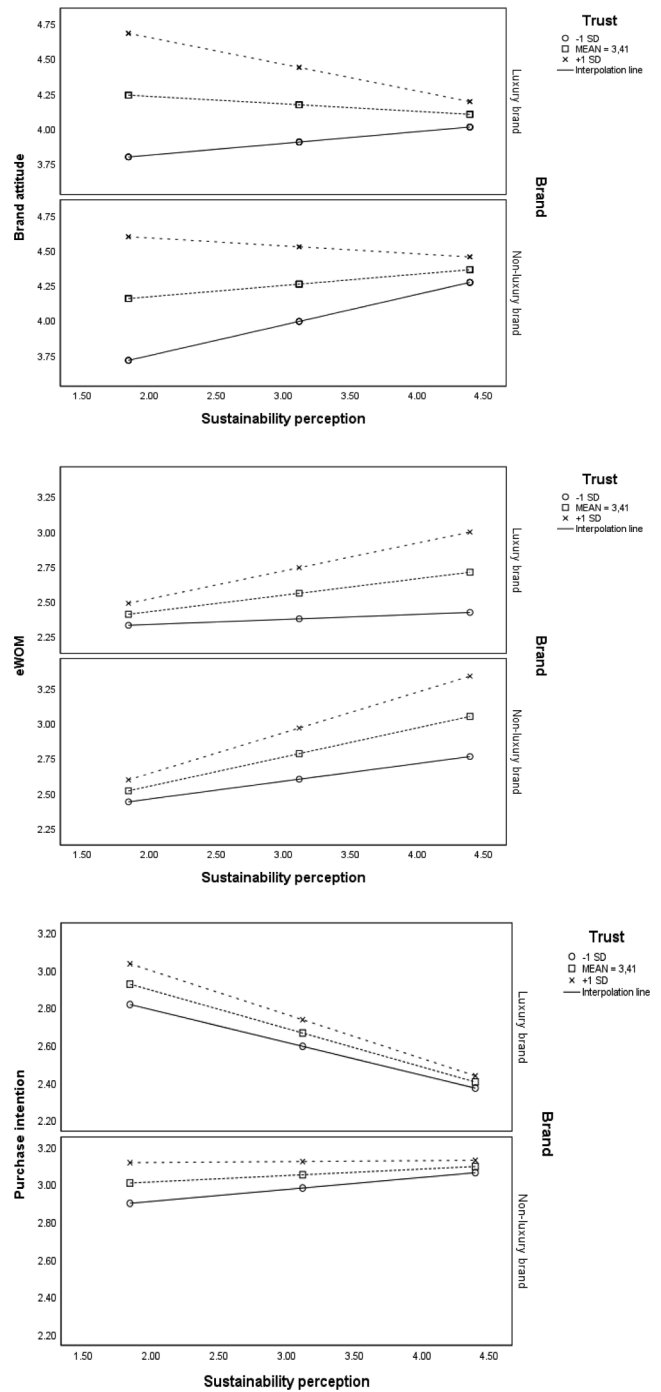 Trust
-1 SD
MEAN = 3,41
+1 SD
Interpolation line
4.75
4.50
4.25
4.00
3.75
Luxury brand
4.75
4.50
4.25
4.00
3.75
Non-luxury brand
Brand attitude
Brand
1.50 2.00 2.50 3.00 3.50 4.00 4.50
Sustainability perception
Trust
-1 SD
MEAN = 3,41
+1 SD
Interpolation line
3.25
3.00
2.75
2.50
2.25
Luxury brand
3.25
3.00
2.75
2.50
2.25
Non-luxury brand
eWOM
Brand
1.50 2.00 2.50 3.00 3.50 4.00 4.50
Sustainability perception
Trust
-1 SD
MEAN = 3,41
+1 SD
Interpolation line
3.20
3.00
2.80
2.60
2.40
2.20
Luxury brand
3.20
3.00
2.80
2.60
2.40
2.20
Non-luxury brand
Purchase intention
Brand
1.50 2.00 2.50 3.00 3.50 4.00 4.50
Sustainability perception